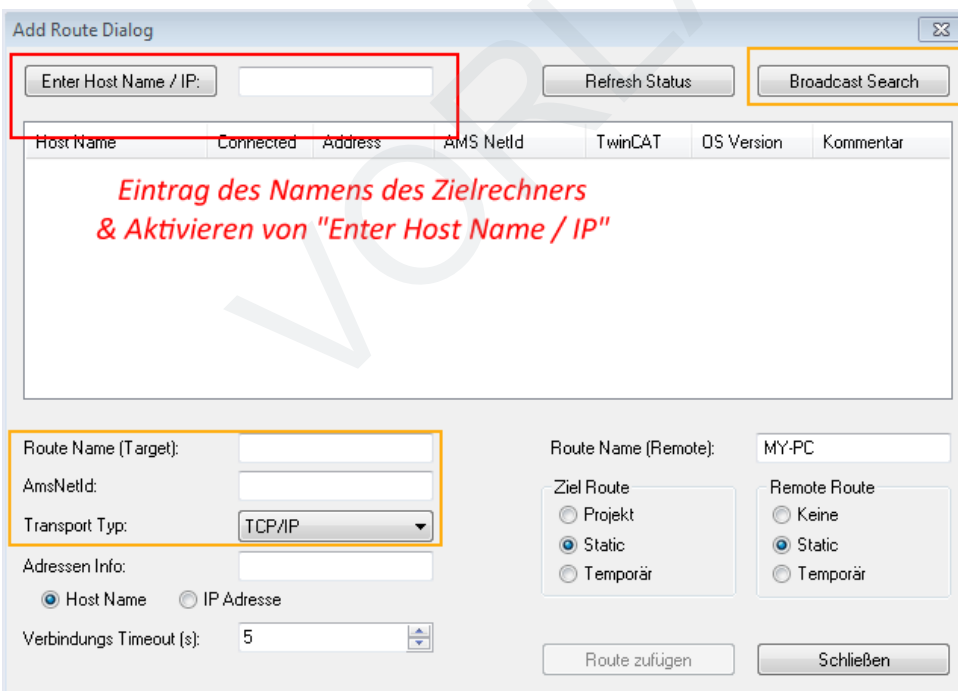 Add Route Dialog
Enter Host Name / IP:
Refresh Status
Broadcast Search
Host Name Connected Address AMS NetId TwinCAT OS Version Kommentar
Eintrag des Namens des Zielrechners
& Aktivieren von "Enter Host Name / IP"
Route Name (Target):
AmsNetId:
Transport Typ: TCP/IP
Adressen Info:
Host Name IP Adresse
Verbindungs Timeout (s): 5
Route Name (Remote): MY-PC
Ziel Route
Projekt
Static
Temporär
Remote Route
Keine
Static
Temporär
Route zufügen
Schließen
VORL